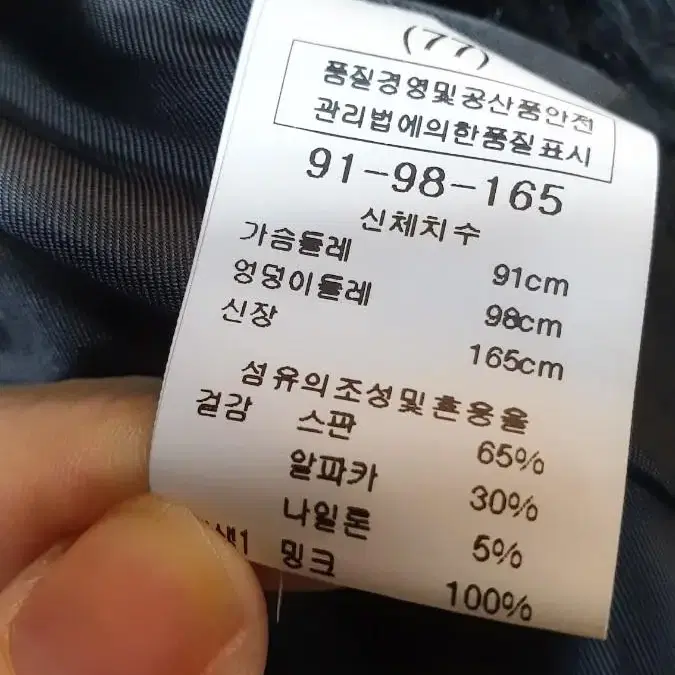 (77)
품질경영및공산품안전
관리법에의한품질표시
91-98-165
신체치수
가슴둘레 91cm
엉덩이둘레 98cm
신장 165cm
섬유의조성및혼용율
겉감 스판 65%
알파카 30%
나일론 5%
밍크 100%